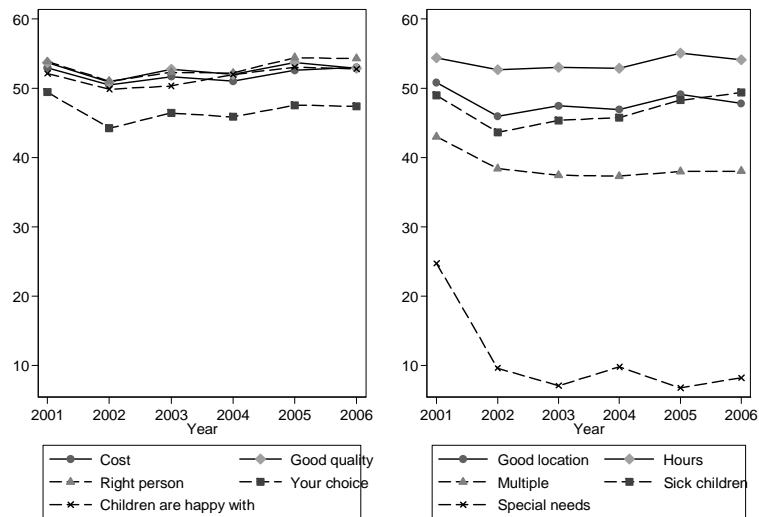 60
50
40
30
20
10
2001 2002 2003 2004 2005 2006
Year
Cost Good quality
Right person Your choice
Children are happy with
60
50
40
30
20
10
2001 2002 2003 2004 2005 2006
Year
Good location Hours
Multiple Sick children
Special needs